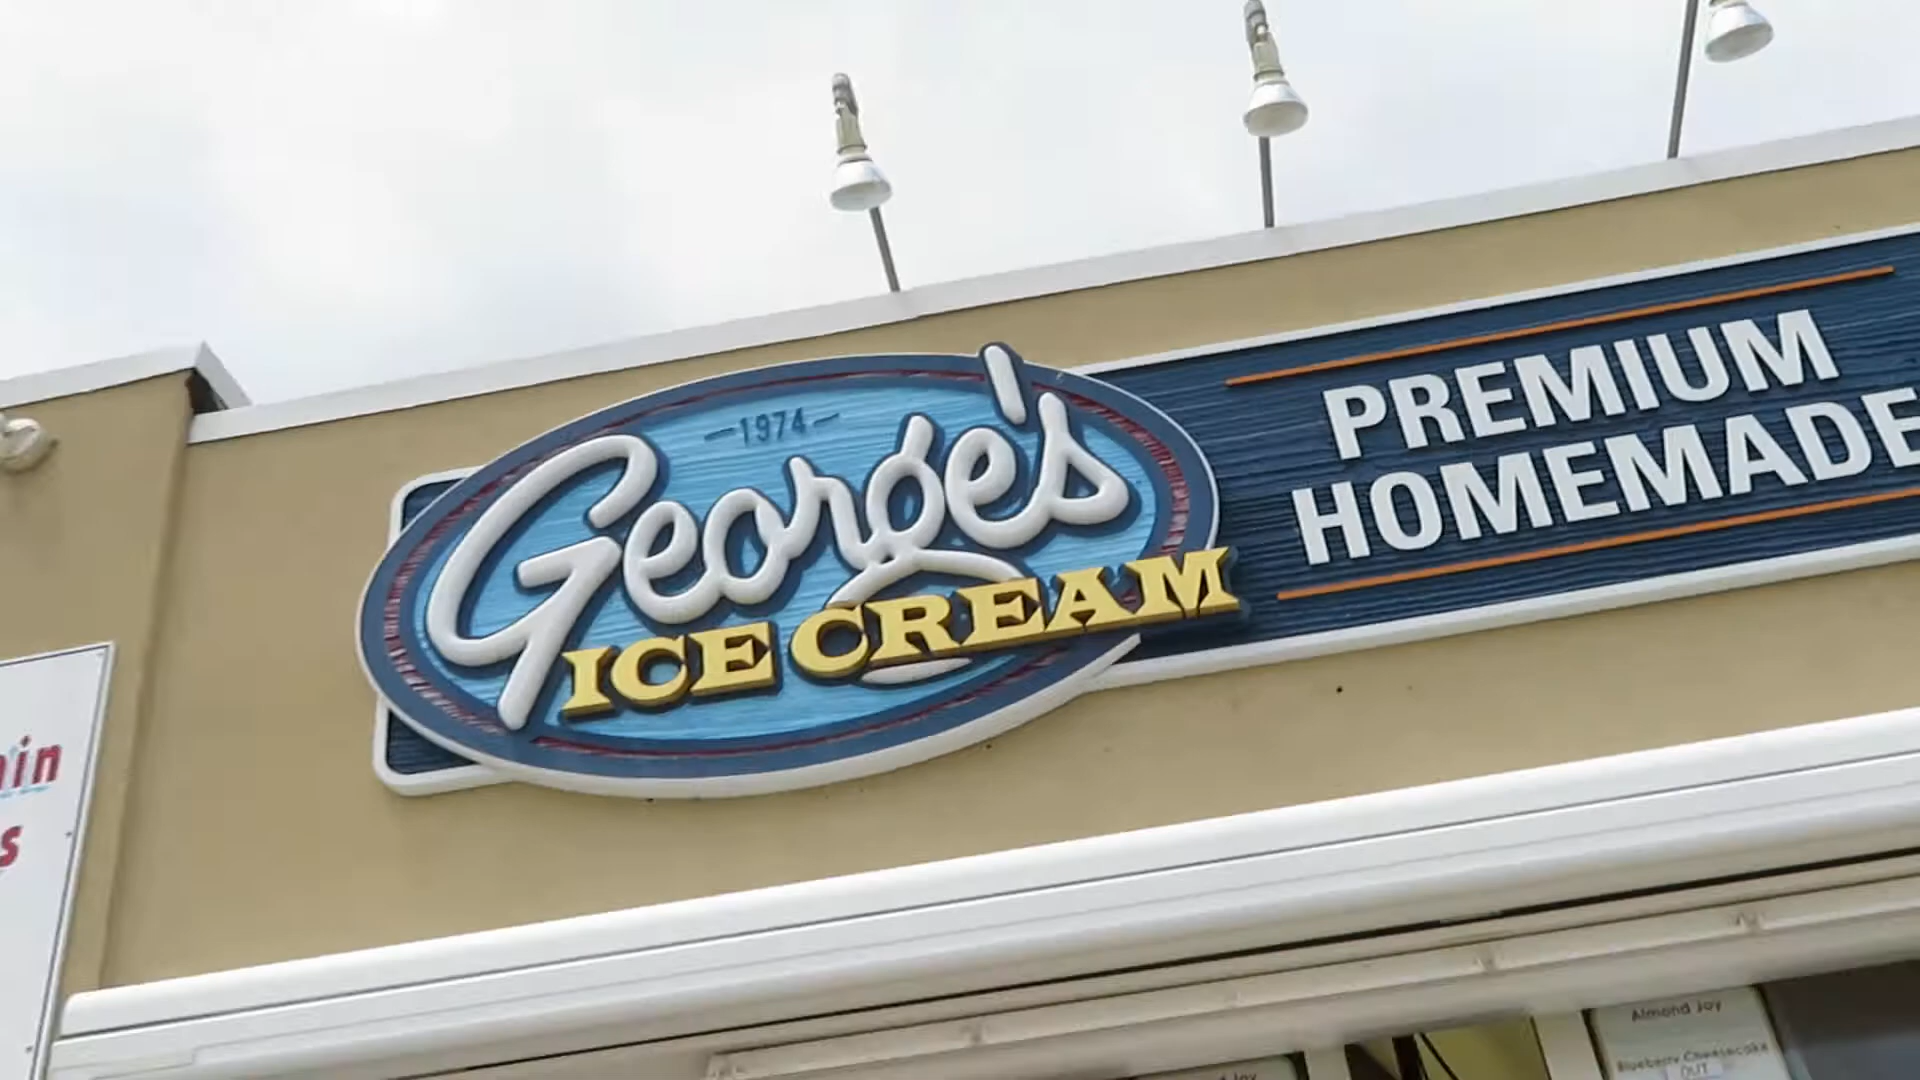 1974
George's
ICE CREAM
PREMIUM
HOMEMADE
Almond Joy
Blueberry Cheesecake
OUT